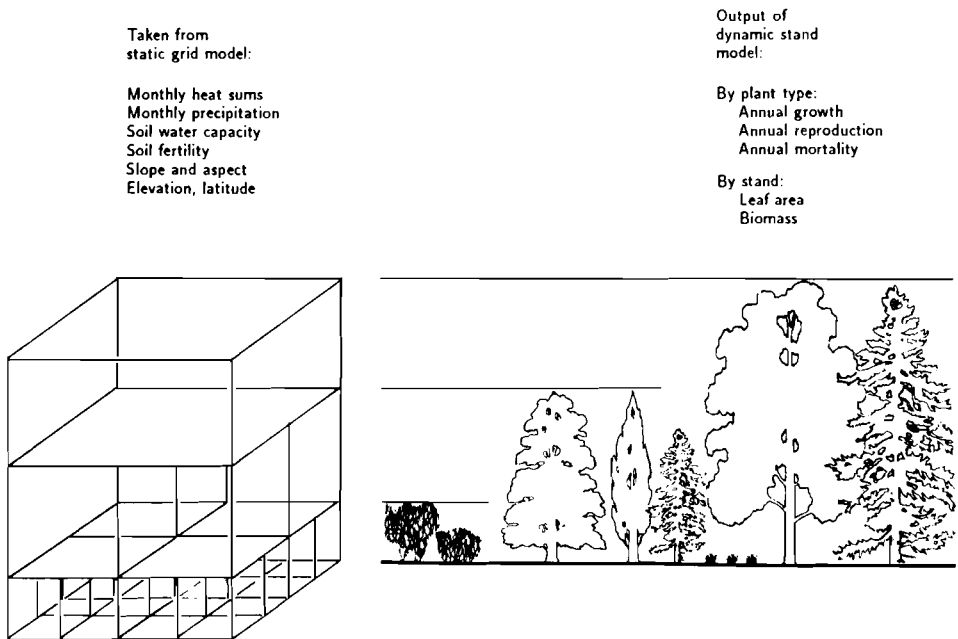 Taken from
static grid model:
Monthly heat sums
Monthly precipitation
Soil water capacity
Soil fertility
Slope and aspect
Elevation, latitude
Output of
dynamic stand
model:
By plant type:
Annual growth
Annual reproduction
Annual mortality
By stand:
Leaf area
Biomass